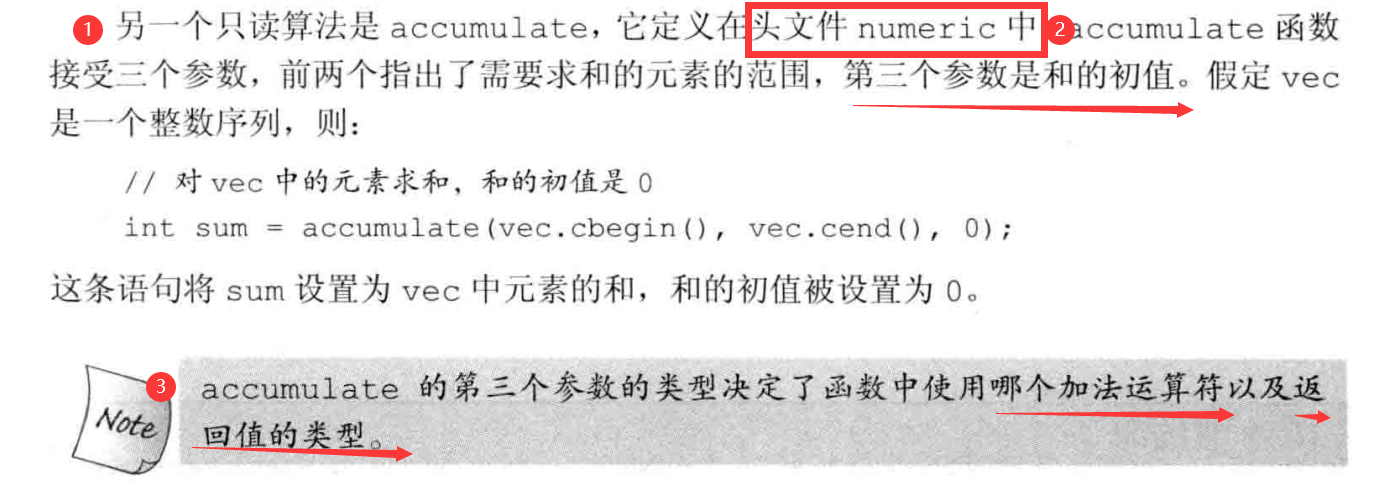 1 另一个只读算法是 accumulate，它定义在头文件 numeric 中 2 accumulate 函数
接受三个参数，前两个指出了需要求和的元素的范围，第三个参数是和的初值。假定 vec
是一个整数序列，则：
// 对 vec 中的元素求和，和的初值是 0
int sum = accumulate(vec.cbegin(), vec.cend(), 0);
这条语句将 sum 设置为 vec 中元素的和，和的初值被设置为 0。
Note
3 accumulate 的第三个参数的类型决定了函数中使用哪个加法运算符以及返
回值的类型。